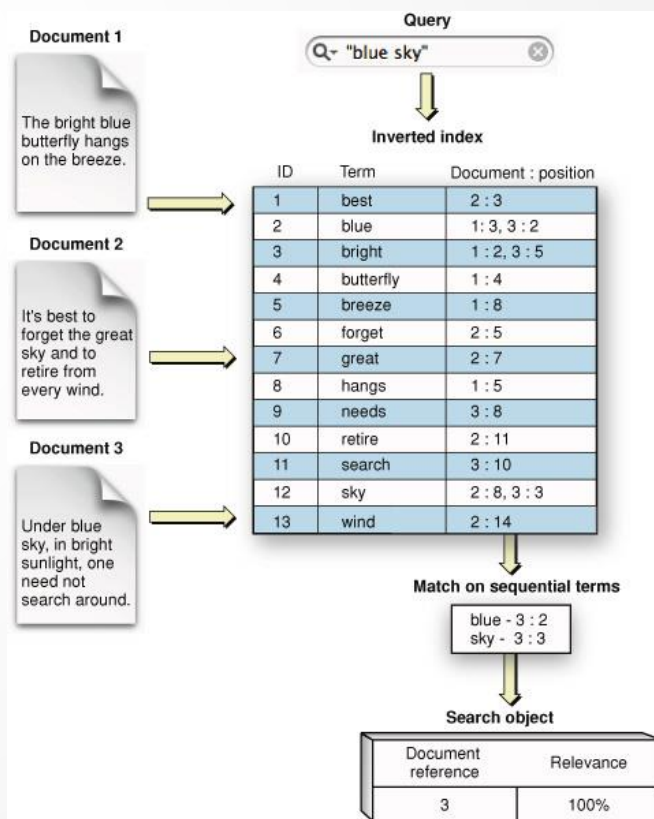 Document 1
The bright blue
butterfly hangs
on the breeze.
Document 2
It's best to
forget the great
sky and to
retire from
every wind.
Document 3
Under blue
sky, in bright
sunlight, one
need not
search around.
Query
"blue sky"
Inverted index
ID Term Document : position
1 best 2 : 3
2 blue 1: 3, 3 : 2
3 bright 1 : 2, 3 : 5
4 butterfly 1 : 4
5 breeze 1 : 8
6 forget 2 : 5
7 great 2 : 7
8 hangs 1 : 5
9 needs 3 : 8
10 retire 2 : 11
11 search 3 : 10
12 sky 2 : 8, 3 : 3
13 wind 2 : 14
Match on sequential terms
blue - 3 : 2
sky - 3 : 3
Search object
Document reference Relevance
3 100%